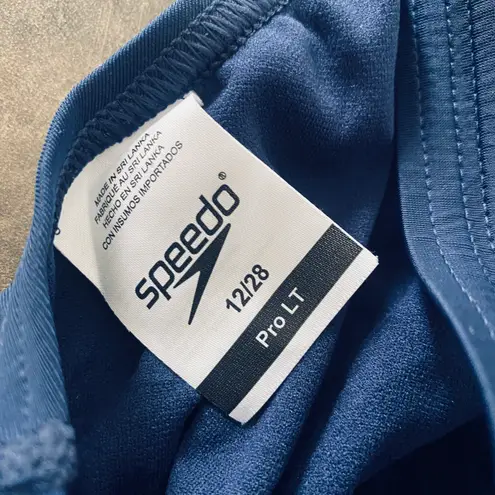 MADE IN SRI LANKA
FABRIQUÉ AU SRI LANKA
HECHO EN SRI LANKA
CON INSUMOS IMPORTADOS
speedo®
12/28
Pro LT